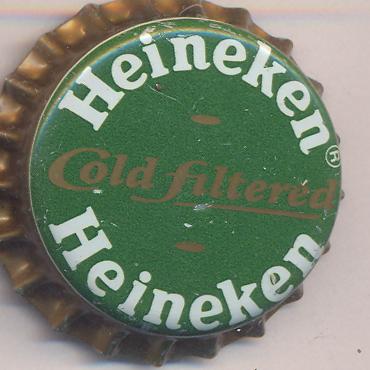 Heineken®
Cold filtered
Heineken